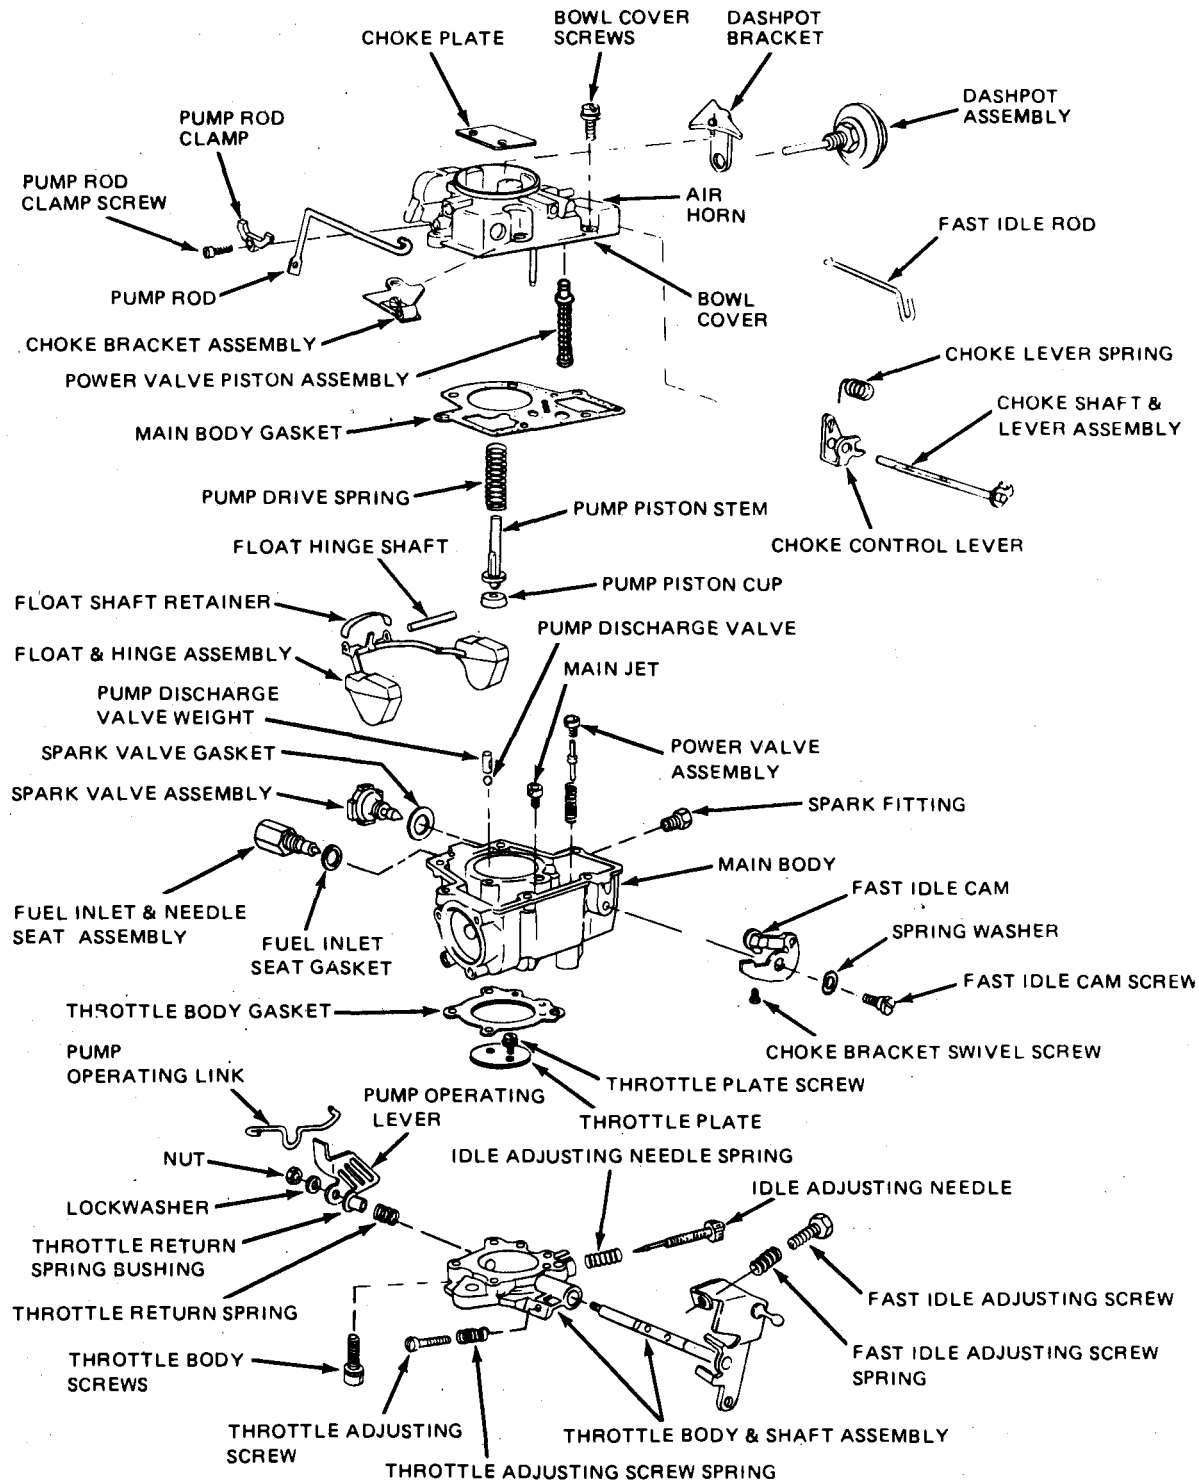 BOWL COVER
SCREWS
DASHPOT
BRACKET
CHOKE PLATE
DASHPOT
ASSEMBLY
PUMP ROD
CLAMP
PUMP ROD
CLAMP SCREW
AIR
HORN
FAST IDLE ROD
PUMP ROD
BOWL
COVER
CHOKE BRACKET ASSEMBLY
CHOKE LEVER SPRING
POWER VALVE PISTON ASSEMBLY
CHOKE SHAFT &
LEVER ASSEMBLY
MAIN BODY GASKET
PUMP DRIVE SPRING
PUMP PISTON STEM
FLOAT HINGE SHAFT
CHOKE CONTROL LEVER
PUMP PISTON CUP
FLOAT SHAFT RETAINER
PUMP DISCHARGE VALVE
FLOAT & HINGE ASSEMBLY
MAIN JET
PUMP DISCHARGE
VALVE WEIGHT
SPARK VALVE GASKET
POWER VALVE
ASSEMBLY
SPARK VALVE ASSEMBLY
SPARK FITTING
MAIN BODY
FAST IDLE CAM
FUEL INLET & NEEDLE
SEAT ASSEMBLY
FUEL INLET
SEAT GASKET
SPRING WASHER
FAST IDLE CAM SCREW
THROTTLE BODY GASKET
CHOKE BRACKET SWIVEL SCREW
PUMP
OPERATING LINK
THROTTLE PLATE SCREW
PUMP OPERATING
LEVER
THROTTLE PLATE
NUT
IDLE ADJUSTING NEEDLE SPRING
IDLE ADJUSTING NEEDLE
LOCKWASHER
THROTTLE RETURN
SPRING BUSHING
THROTTLE RETURN SPRING
FAST IDLE ADJUSTING SCREW
THROTTLE BODY
SCREWS
FAST IDLE ADJUSTING SCREW
SPRING
THROTTLE ADJUSTING
SCREW
THROTTLE BODY & SHAFT ASSEMBLY
THROTTLE ADJUSTING SCREW SPRING